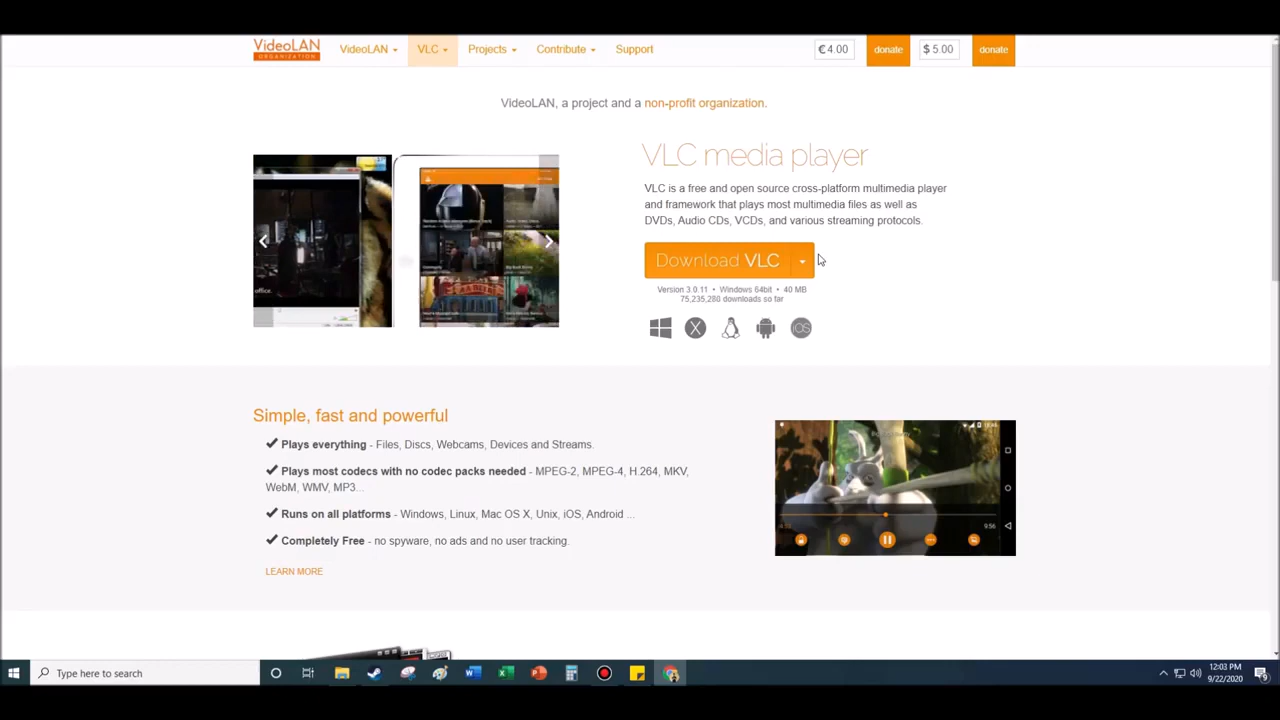 VideoLAN
ORGANIZATION
VideoLAN
VLC
Projects
Contribute
Support
€ 4.00
donate
$ 5.00
donate
VideoLAN, a project and a non-profit organization.
VLC media player
VLC is a free and open source cross-platform multimedia player
and framework that plays most multimedia files as well as
DVDs, Audio CDs, VCDs, and various streaming protocols.
Download VLC
Version 3.0.11 • Windows 64bit • 40 MB
75,235,288 downloads so far
iOS
office.
Simple, fast and powerful
Plays everything - Files, Discs, Webcams, Devices and Streams.
Plays most codecs with no codec packs needed - MPEG-2, MPEG-4, H.264, MKV,
WebM, WMV, MP3...
Runs on all platforms - Windows, Linux, Mac OS X, Unix, iOS, Android ...
Completely Free - no spyware, no ads and no user tracking.
LEARN MORE
9:56
Type here to search
12:03 PM
9/22/2020